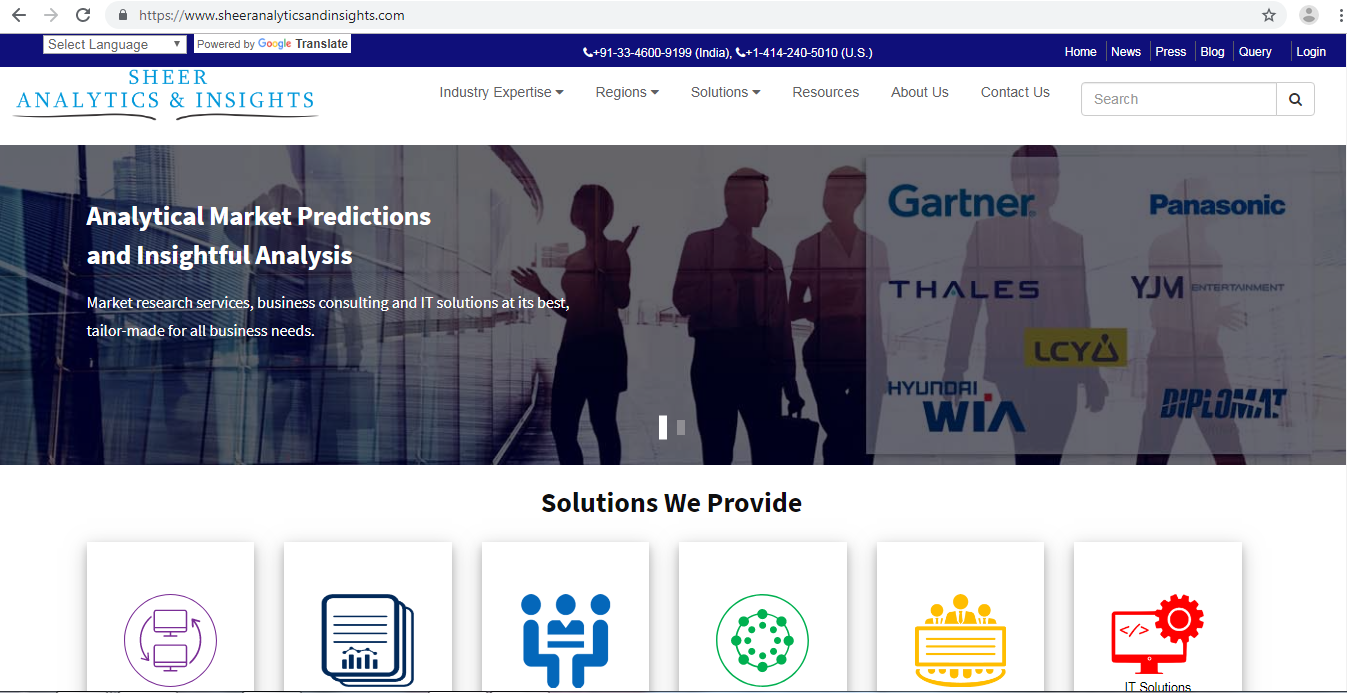 https://www.sheeranalyticsandinsights.com
Select Language
Powered by Google Translate
+91-33-4600-9199 (India), +1-414-240-5010 (U.S.)
Home News Press Blog Query Login
SHEER
ANALYTICS & INSIGHTS
Industry Expertise Regions Solutions Resources About Us Contact Us
Search
Analytical Market Predictions
and Insightful Analysis
Market research services, business consulting and IT solutions at its best,
tailor-made for all business needs.
Gartner Panasonic
THALES YJM ENTERTAINMENT
LCY
HYUNDAI
WIA DIPLOMAT
Solutions We Provide
</> 
IT Solutions